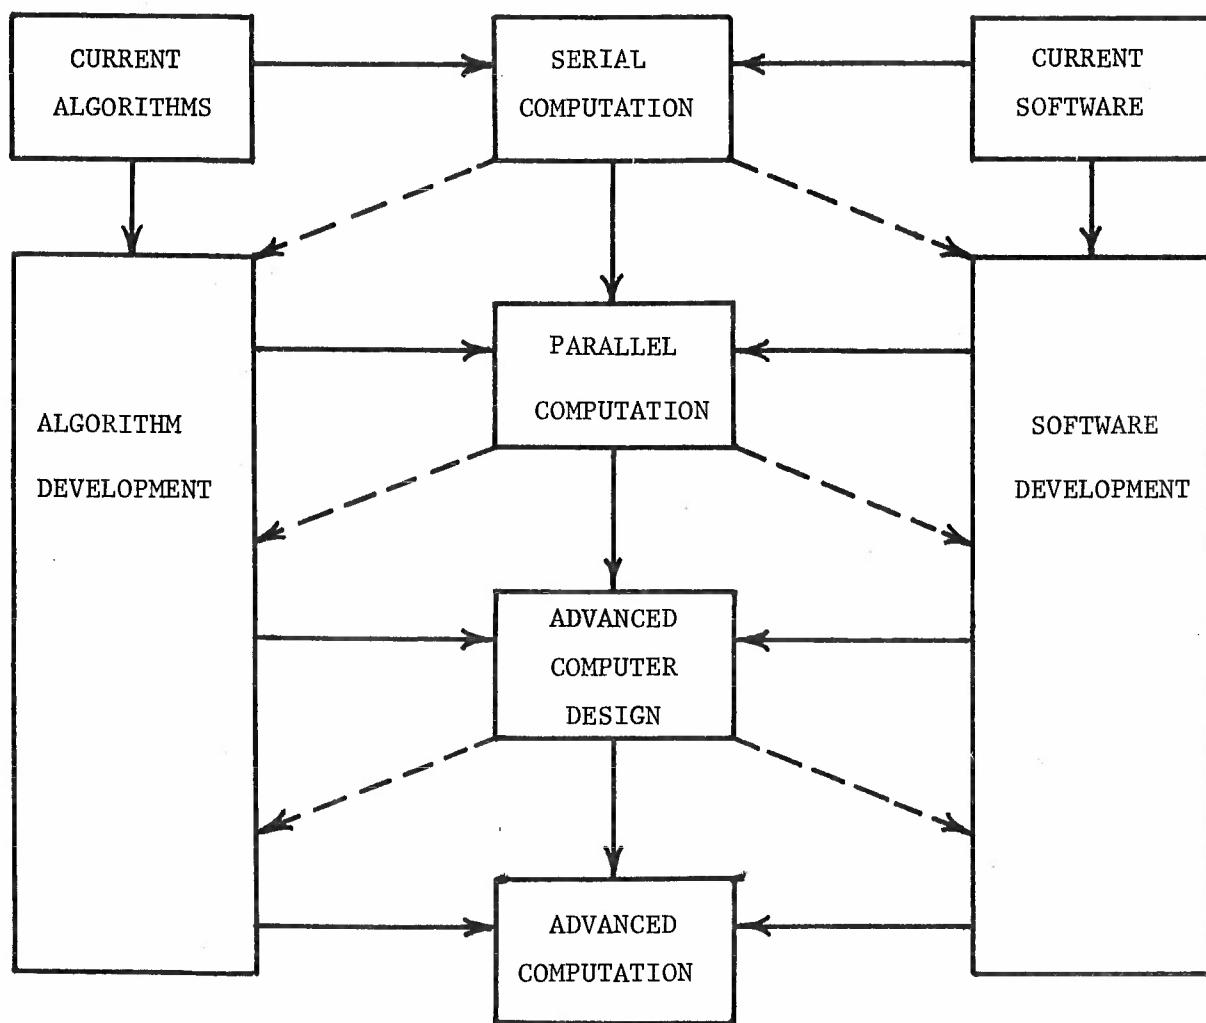 CURRENT
ALGORITHMS
SERIAL
COMPUTATION
CURRENT
SOFTWARE
PARALLEL
COMPUTATION
ALGORITHM
DEVELOPMENT
SOFTWARE
DEVELOPMENT
ADVANCED
COMPUTER
DESIGN
ADVANCED
COMPUTATION